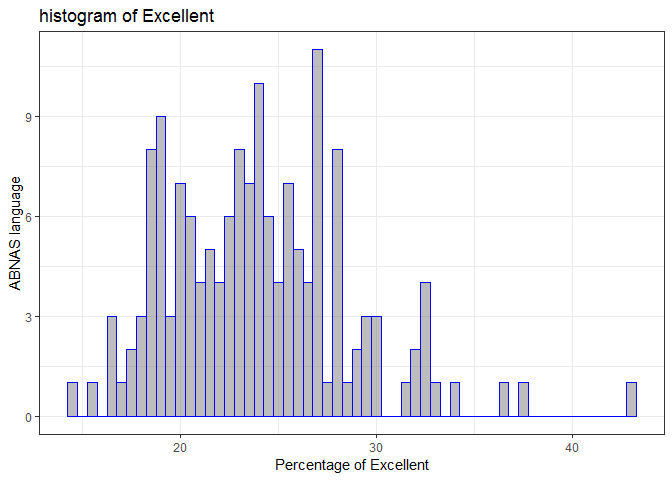 histogram of Excellent
ABNAS language
9
6
3
0
20 30 40
Percentage of Excellent